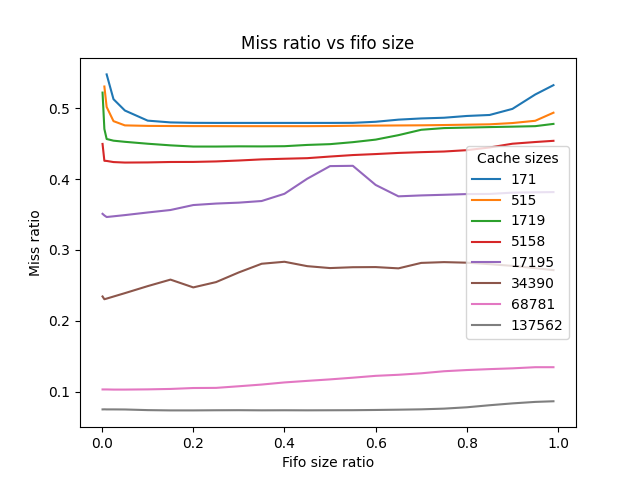 Miss ratio vs fifo size
Miss ratio
0.5
0.4
0.3
0.2
0.1
Cache sizes
171
515
1719
5158
17195
34390
68781
137562
0.0 0.2 0.4 0.6 0.8 1.0
Fifo size ratio